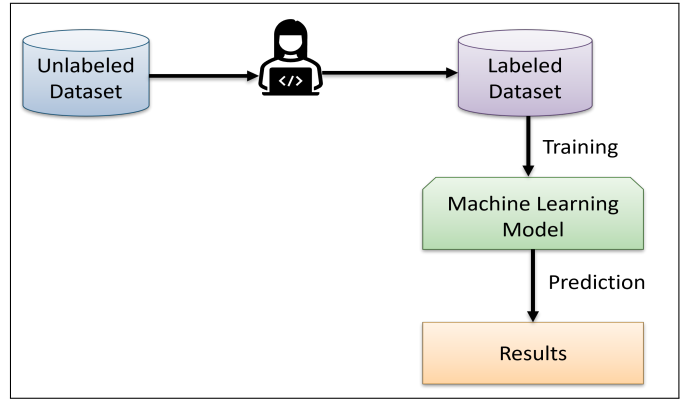 Unlabeled
Dataset
</>
Labeled
Dataset
Training
Machine Learning
Model
Prediction
Results